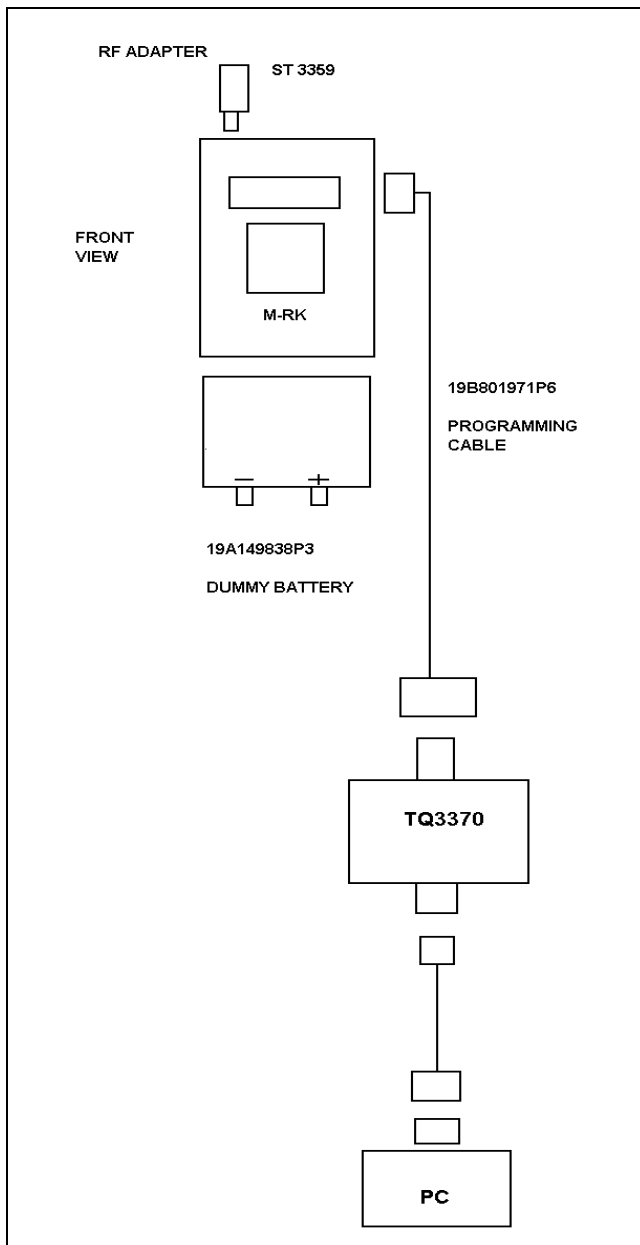 RF ADAPTER
ST 3359
FRONT
VIEW
M-RK
19B801971P6
PROGRAMMING
CABLE
− +
19A149838P3
DUMMY BATTERY
TQ3370
PC